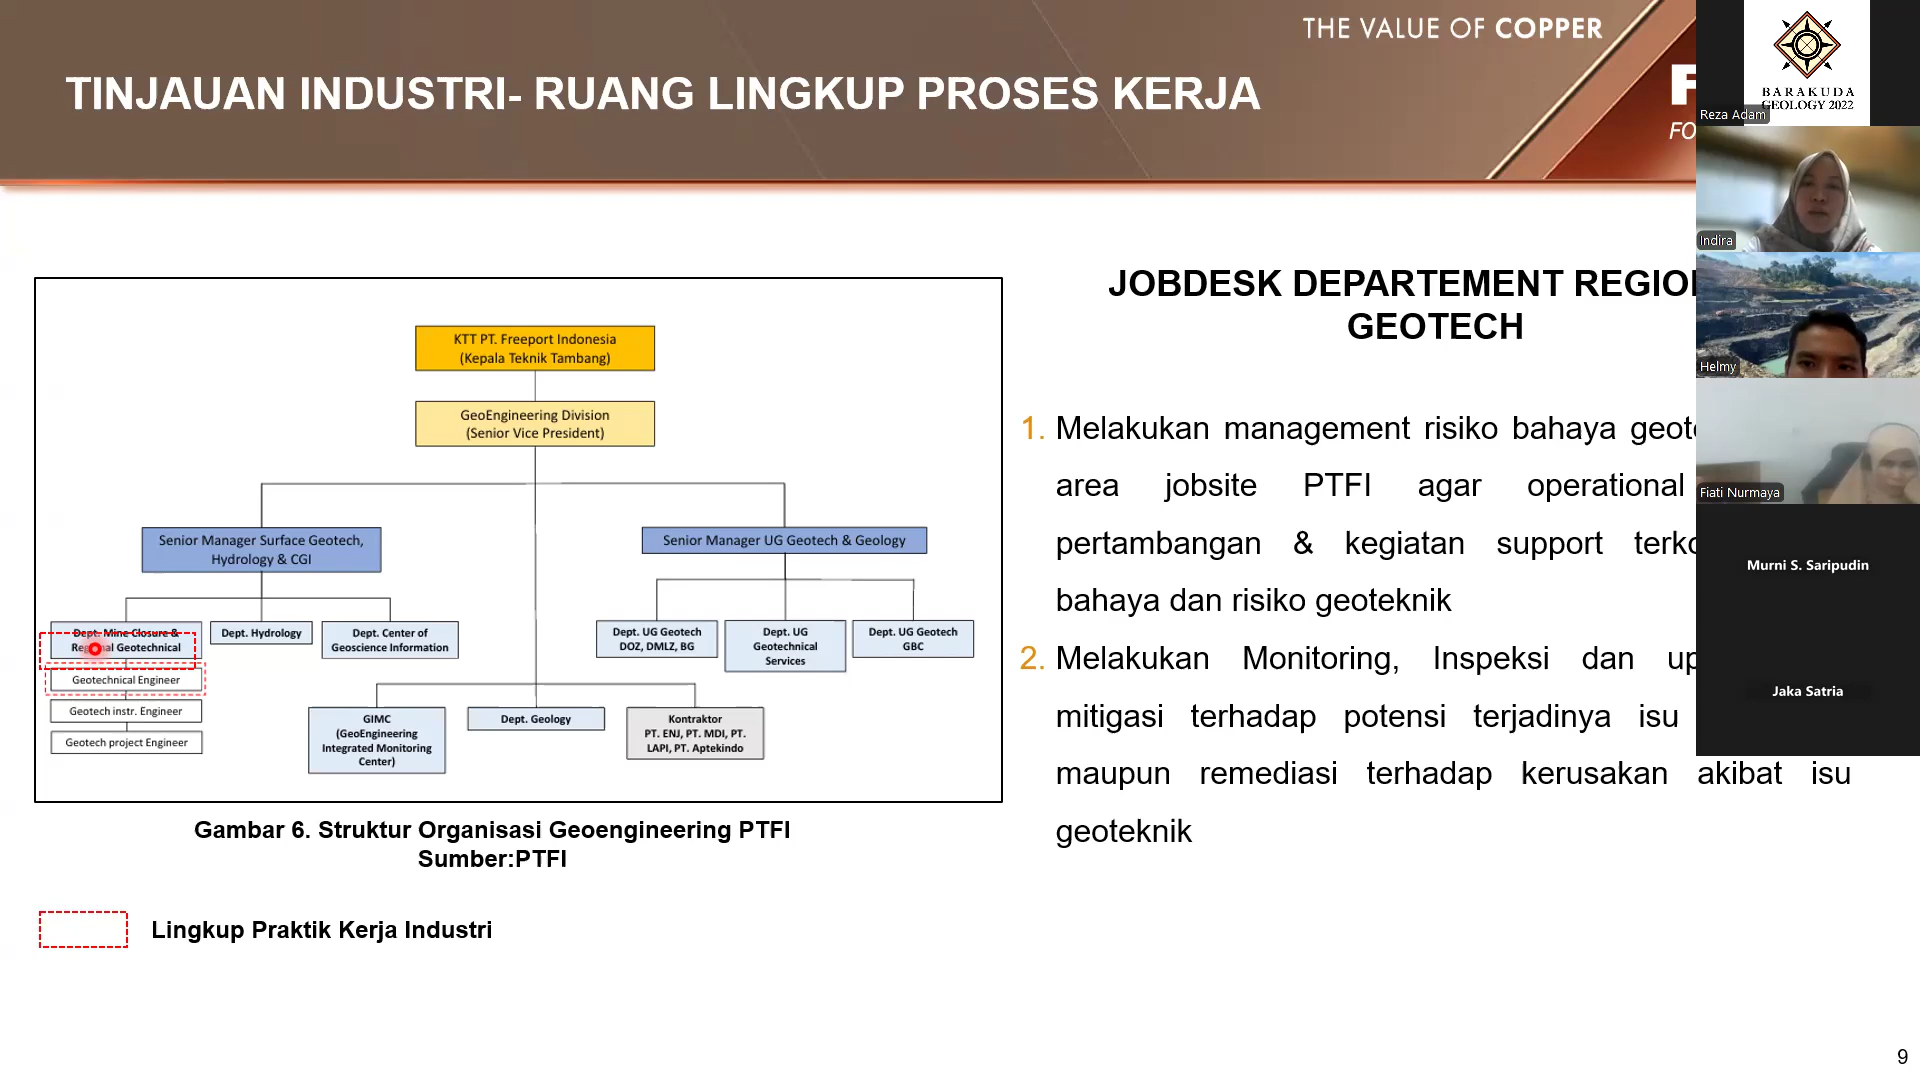 THE VALUE OF COPPER
TINJAUAN INDUSTRI- RUANG LINGKUP PROSES KERJA
F
FO
KTT PT. Freeport Indonesia
(Kepala Teknik Tambang)
GeoEngineering Division
(Senior Vice President)
Senior Manager Surface Geotech,
Hydrology & CGI
Senior Manager UG Geotech & Geology
Dept. Mine Closure &
Regional Geotechnical
Dept. Hydrology
Dept. Center of
Geoscience Information
Dept. UG Geotech
DOZ, DMLZ, BG
Dept. UG
Geotechnical
Services
Dept. UG Geotech
GBC
Geotechnical Engineer
Geotech instr. Engineer
Geotech project Engineer
GIMC
(GeoEngineering
Integrated Monitoring
Center)
Dept. Geology
Kontraktor
PT. ENJ, PT. MDI, PT.
LAPI, PT. Aptekindo
Gambar 6. Struktur Organisasi Geoengineering PTFI
Sumber:PTFI
Lingkup Praktik Kerja Industri
JOBDESK DEPARTEMENT REGIO
GEOTECH
1. Melakukan management risiko bahaya geot
area jobsite PTFI agar operational
pertambangan & kegiatan support terko
bahaya dan risiko geoteknik
2. Melakukan Monitoring, Inspeksi dan up
mitigasi terhadap potensi terjadinya isu
maupun remediasi terhadap kerusakan akibat isu
geoteknik
BARAKUDA
GEOLOGY 2022
Reza Adam
Indira
Helmy
Fiati Nurmaya
Murni S. Saripudin
Jaka Satria
9